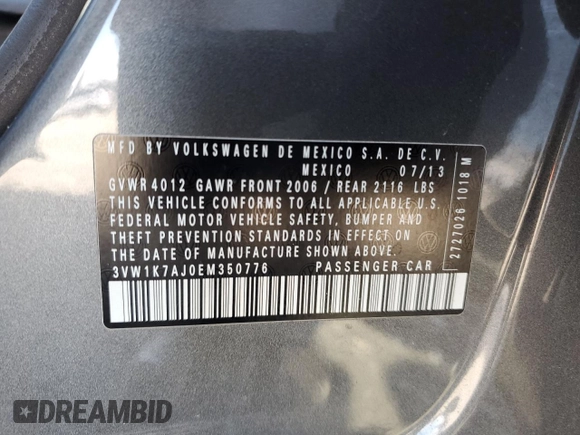 MFD BY VOLKSWAGEN DE MEXICO S.A. DE C.V.
MEXICO 07/13
GVWR 4012 GAWR FRONT 2006 / REAR 2116 LBS
THIS VEHICLE CONFORMS TO ALL APPLICABLE U.S.
FEDERAL MOTOR VEHICLE SAFETY, BUMPER AND
THEFT PREVENTION STANDARDS IN EFFECT ON
THE DATE OF MANUFACTURE SHOWN ABOVE.
3VW1K7AJ0EM350776 PASSENGER CAR
2727026 1018 M
DREAMBID